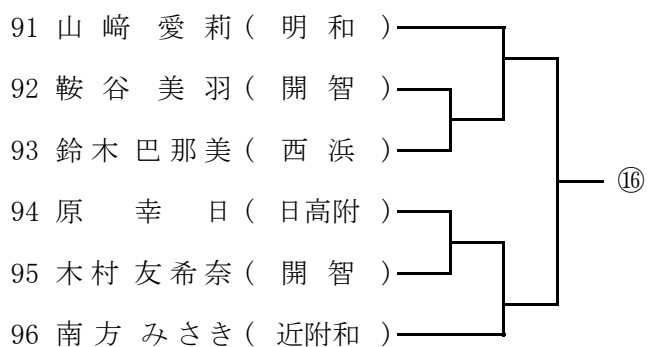 91 山﨑 愛莉 ( 明和 )
92 鞍谷 美羽 ( 開智 )
93 鈴木 巴那美 ( 西浜 )
94 原 幸日 ( 日高附 )
95 木村 友希奈 ( 開智 )
96 南方 みさき ( 近附和 )
⑯